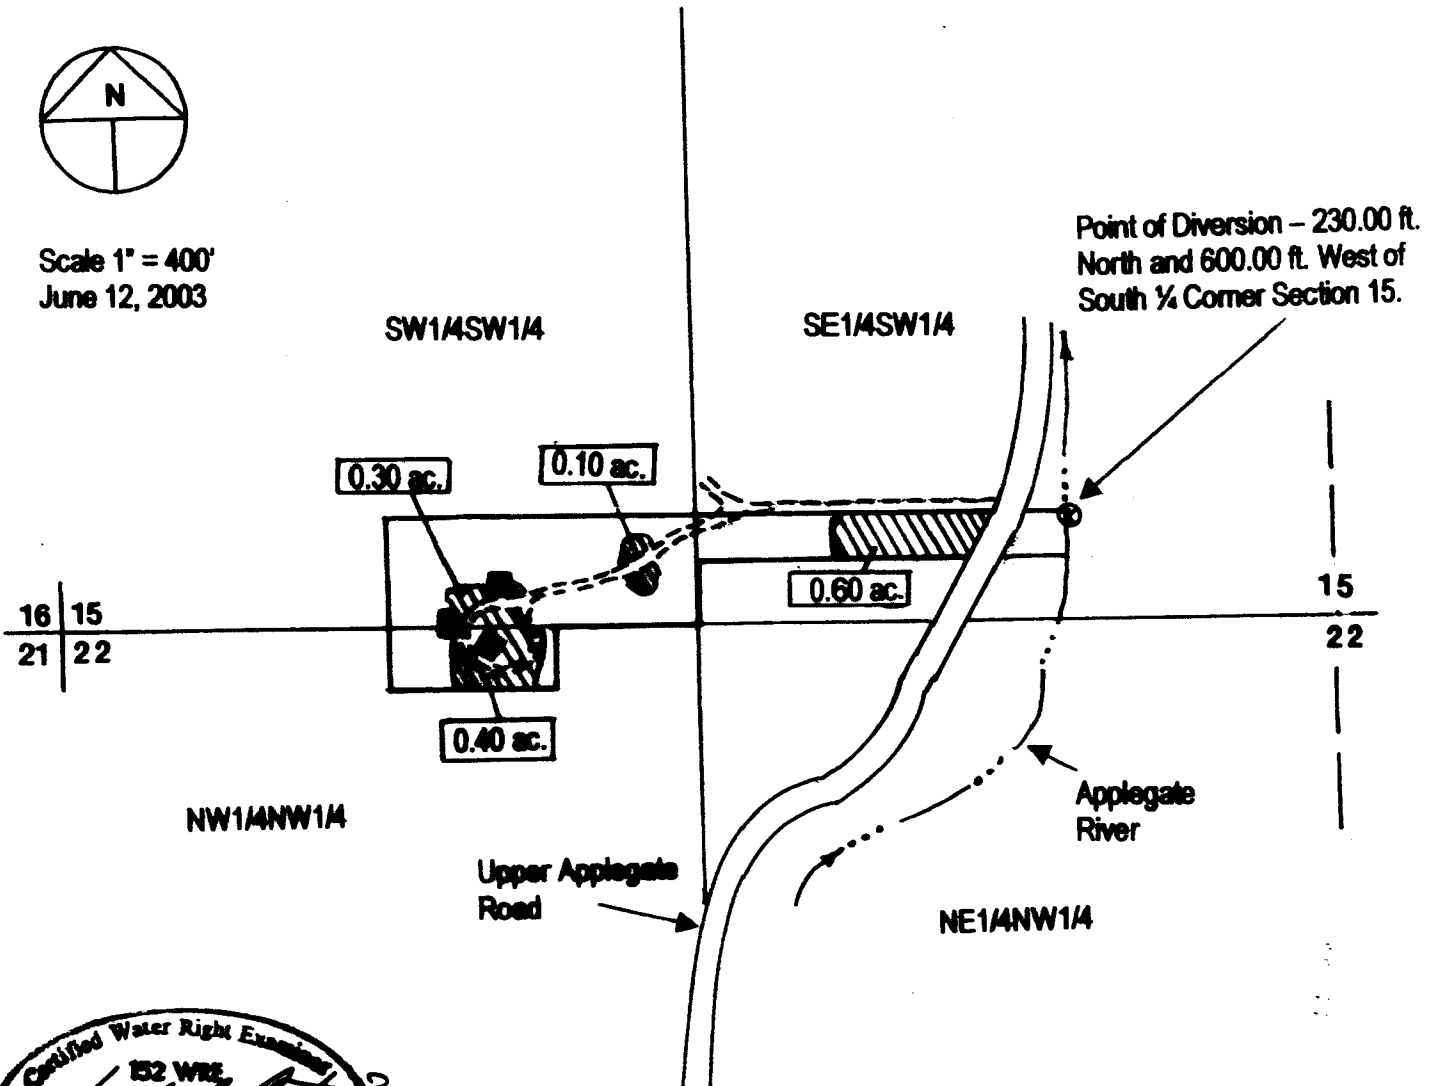 N
Scale 1" = 400'
June 12, 2003
Point of Diversion – 230.00 ft.
North and 600.00 ft. West of
South ¼ Corner Section 15.
SW1/4SW1/4
SE1/4SW1/4
0.30 ac.
0.10 ac.
0.60 ac.
16 15
21 22
15
22
0.40 ac.
NW1/4NW1/4
Applegate
River
Upper Applegate
Road
NE1/4NW1/4
Certified Water Right Examiner
152 WRE